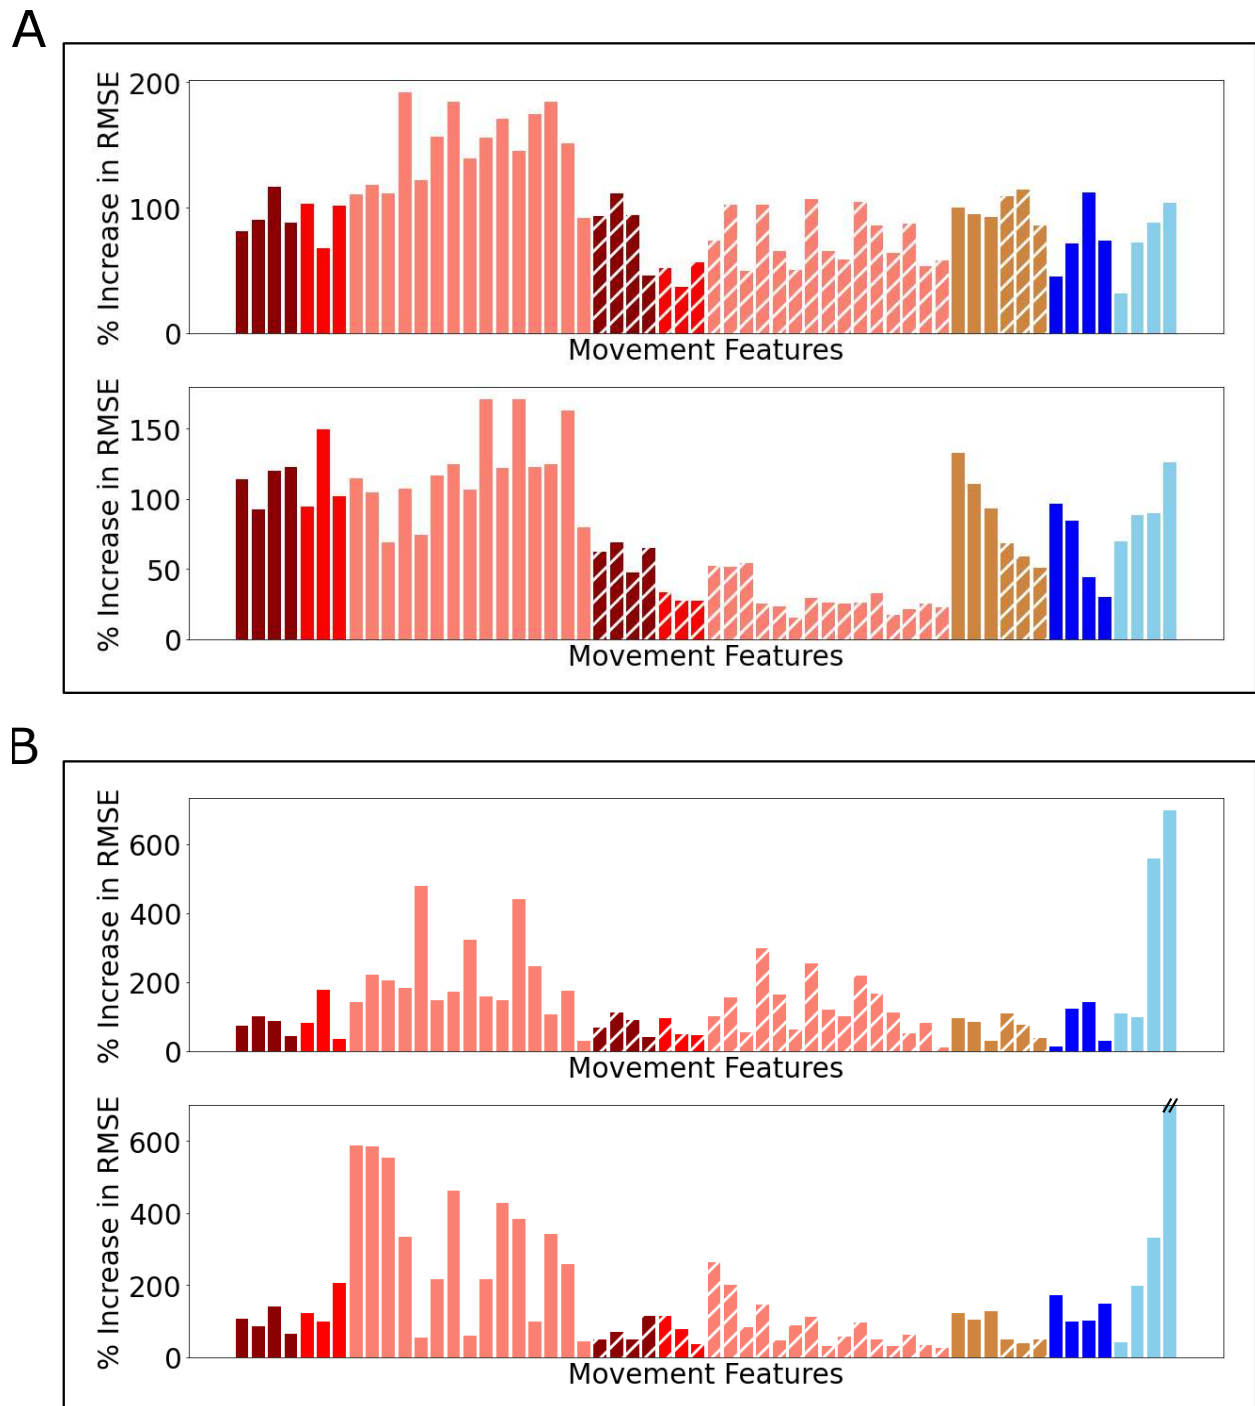 A
% Increase in RMSE
200
100
0
Movement Features
% Increase in RMSE
150
100
50
0
Movement Features
B
% Increase in RMSE
600
400
200
0
Movement Features
% Increase in RMSE
600
400
200
0
Movement Features